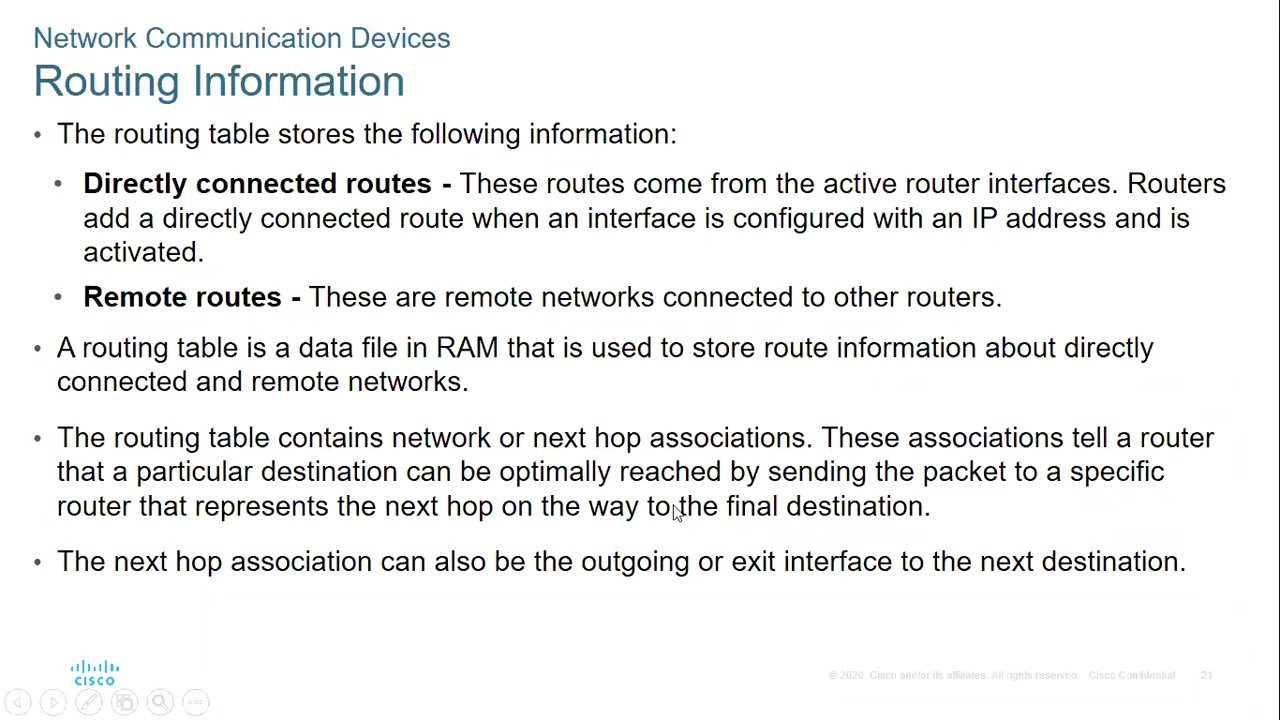 Network Communication Devices
Routing Information
• The routing table stores the following information:
• Directly connected routes - These routes come from the active router interfaces. Routers
add a directly connected route when an interface is configured with an IP address and is
activated.
• Remote routes - These are remote networks connected to other routers.
• A routing table is a data file in RAM that is used to store route information about directly
connected and remote networks.
• The routing table contains network or next hop associations. These associations tell a router
that a particular destination can be optimally reached by sending the packet to a specific
router that represents the next hop on the way to the final destination.
• The next hop association can also be the outgoing or exit interface to the next destination.
CISCO
© 2020 Cisco and/or its affiliates. All rights reserved. Cisco Confidential 21